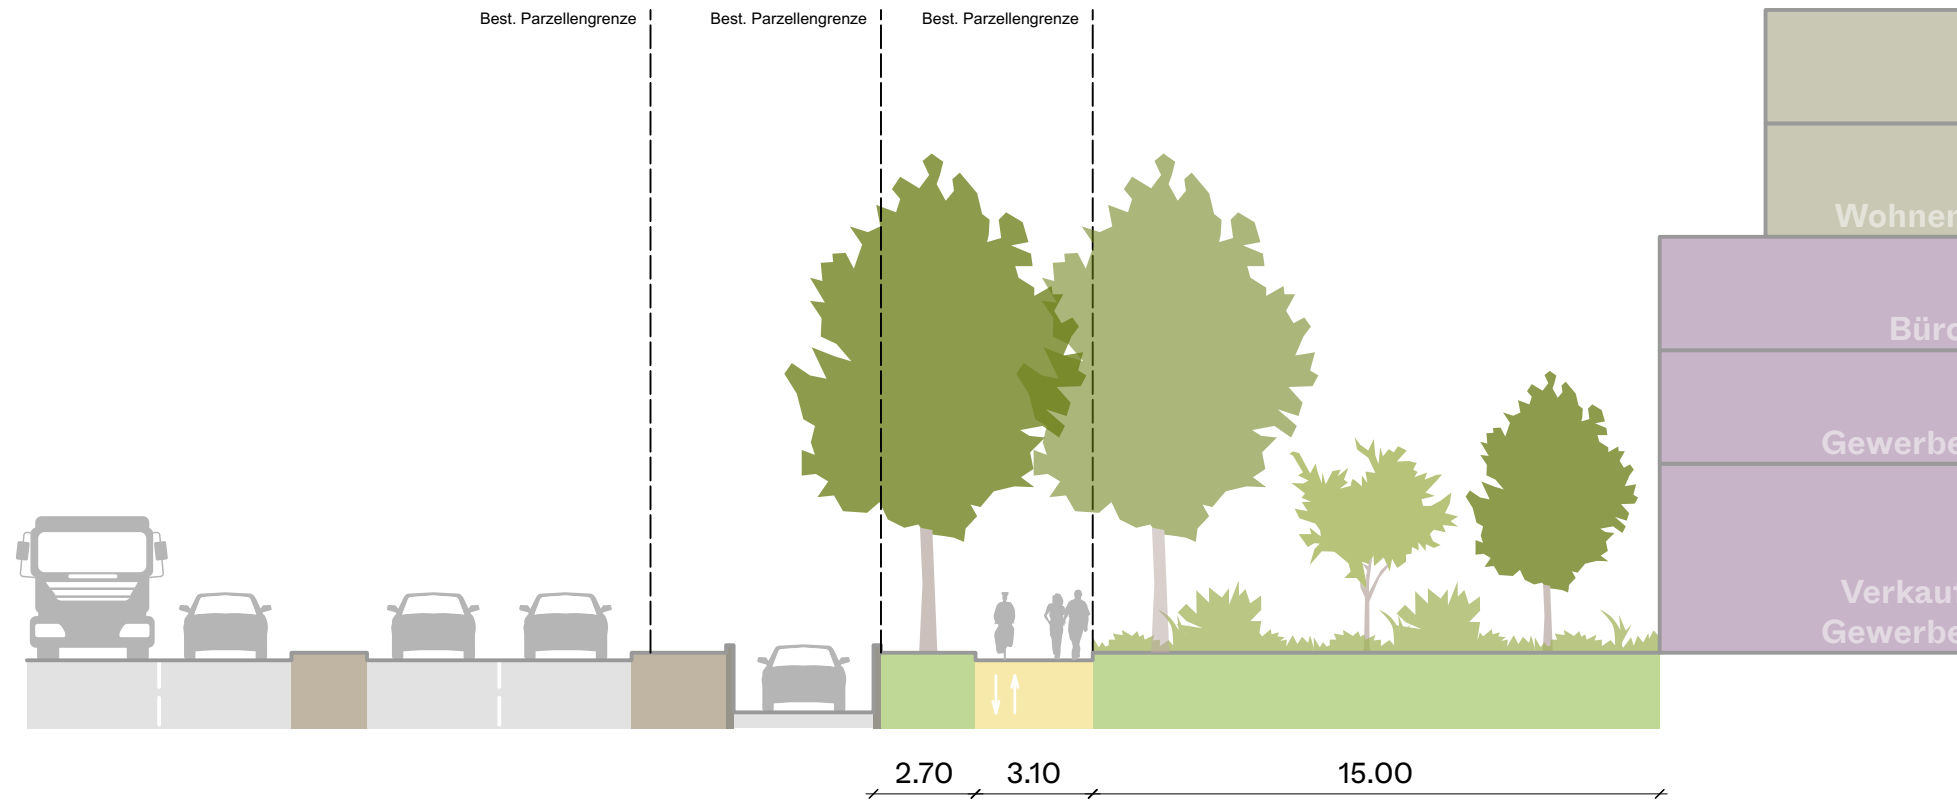 Best. Parzellengrenze
Best. Parzellengrenze
Best. Parzellengrenze
Wohnen
Büro
Gewerbe
Verkauf
Gewerbe
2.70
3.10
15.00